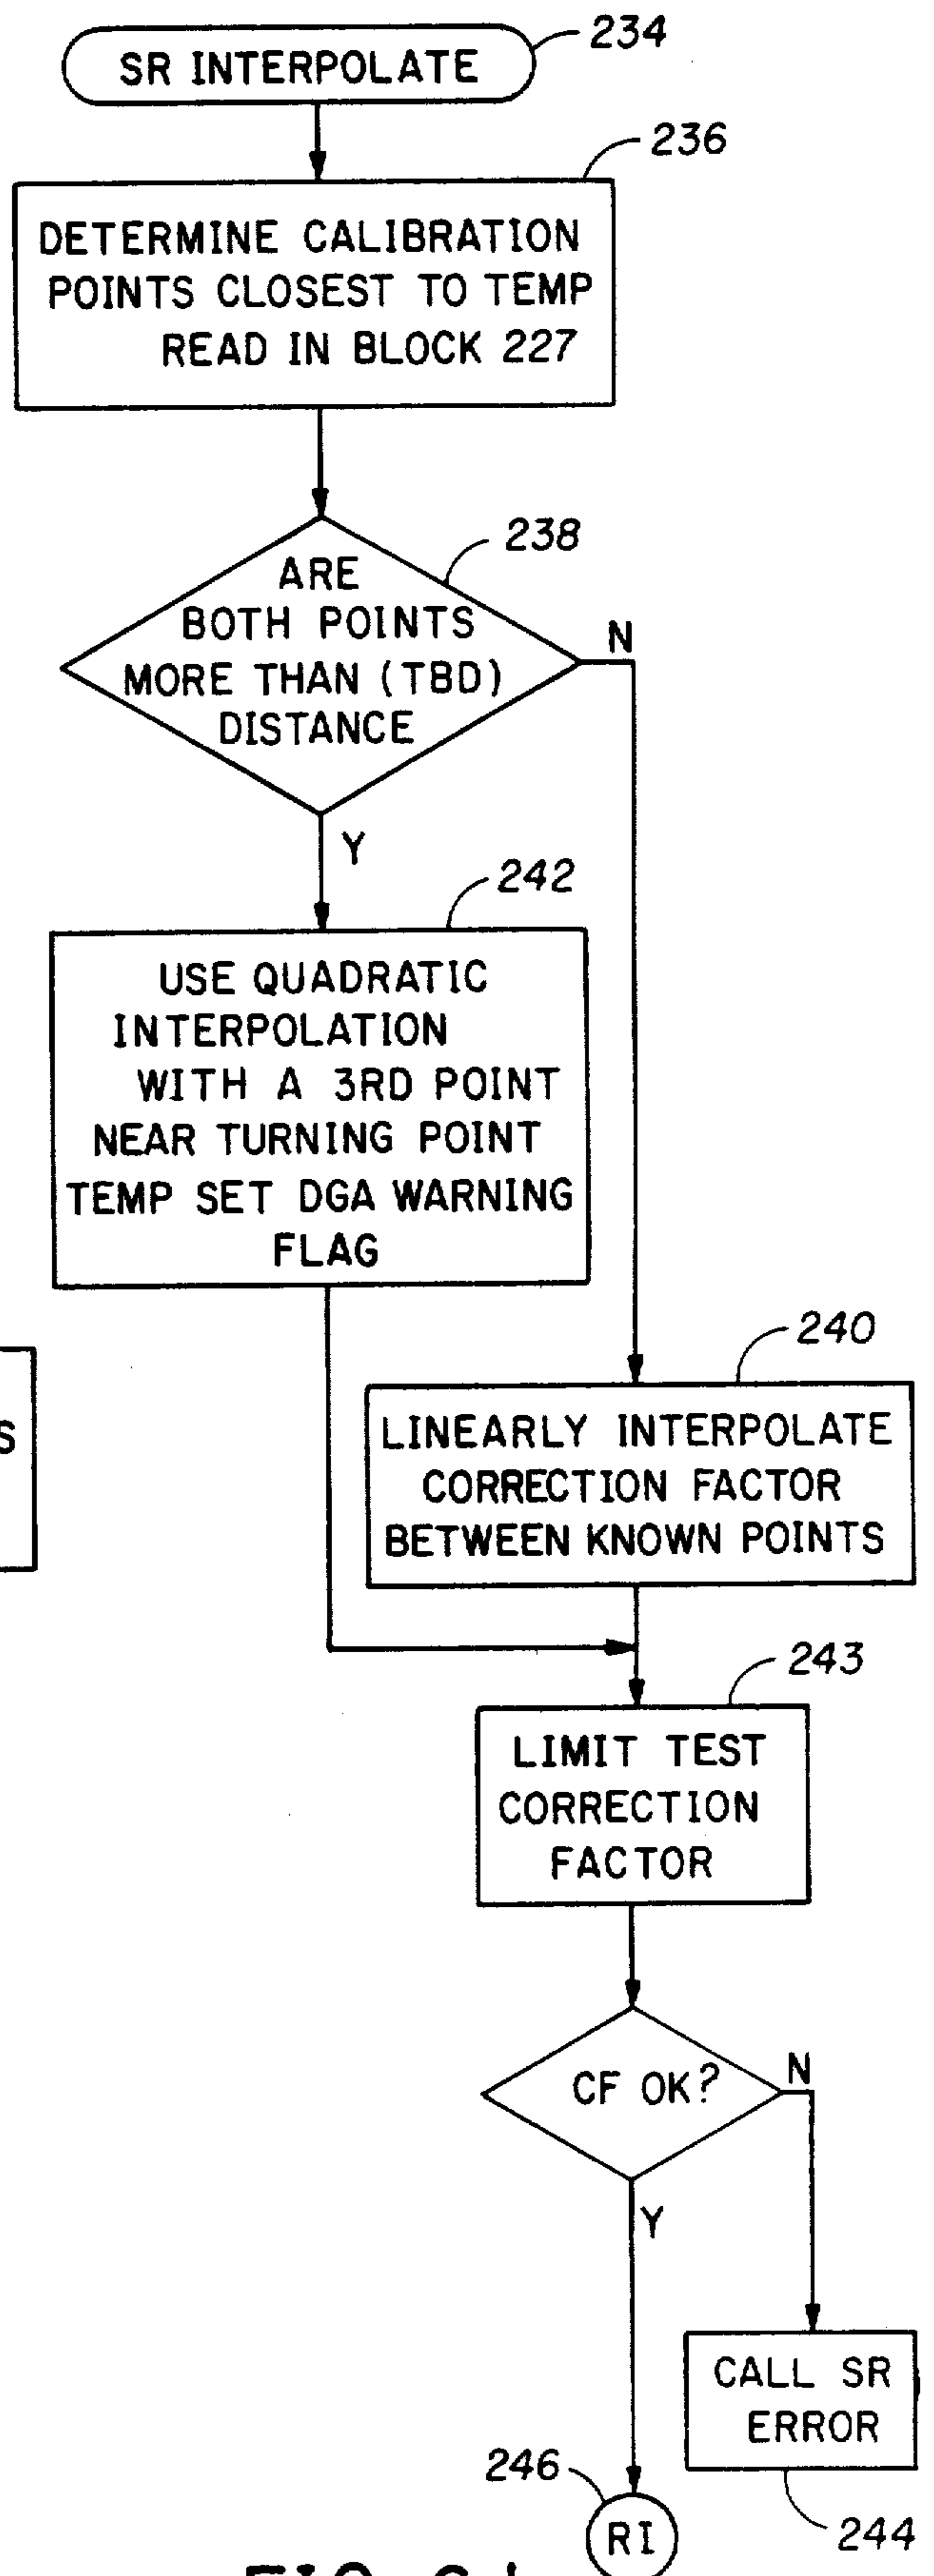 SR INTERPOLATE
234
236
DETERMINE CALIBRATION
POINTS CLOSEST TO TEMP
READ IN BLOCK 227
238
ARE
BOTH POINTS
MORE THAN (TBD)
DISTANCE
N
Y
242
USE QUADRATIC
INTERPOLATION
WITH A 3RD POINT
NEAR TURNING POINT
TEMP SET DGA WARNING
FLAG
240
S
LINEARLY INTERPOLATE
CORRECTION FACTOR
BETWEEN KNOWN POINTS
243
LIMIT TEST
CORRECTION
FACTOR
CF OK?
N
Y
CALL SR
ERROR
246
RI
244